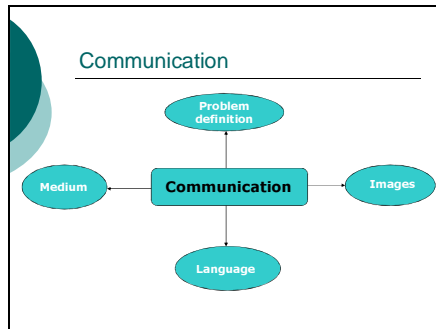 Communication
Problem
definition
Medium
Communication
Images
Language